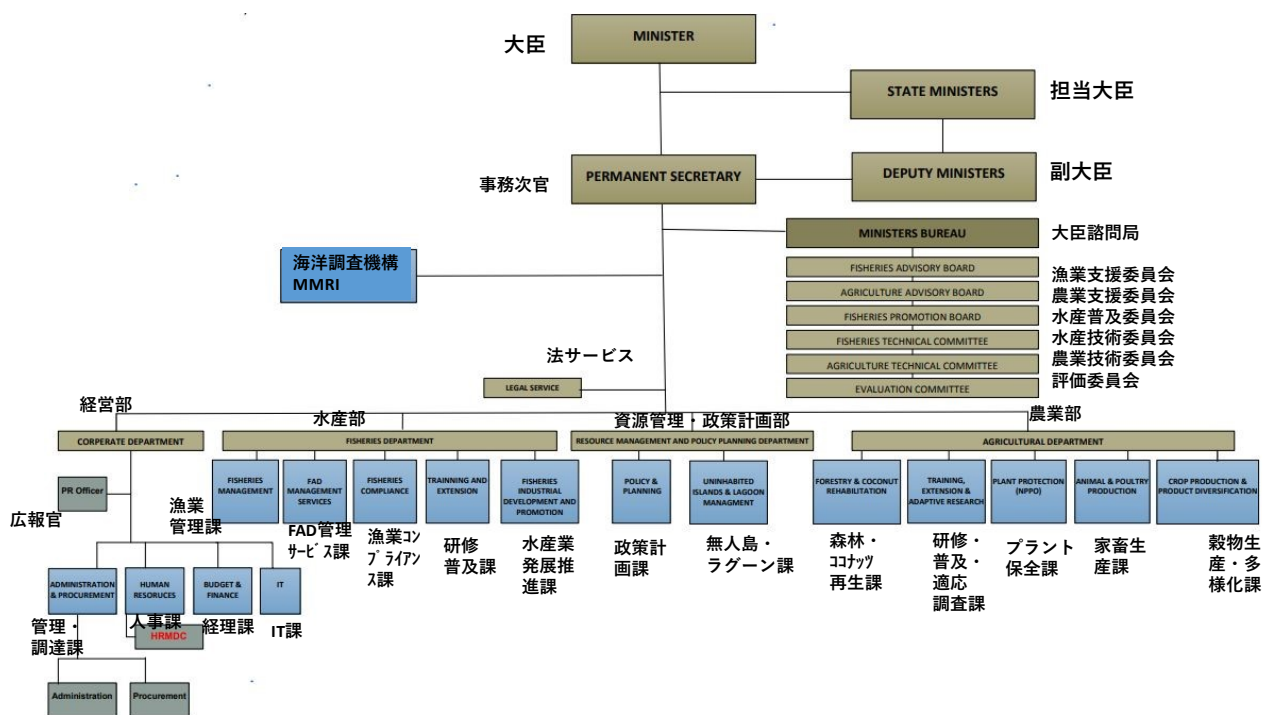 大臣
MINISTER
STATE MINISTERS
担当大臣
事務次官
PERMANENT SECRETARY
DEPUTY MINISTERS
副大臣
MINISTERS BUREAU
大臣諮問局
海洋調査機構
MMRI
FISHERIES ADVISORY BOARD
漁業支援委員会
AGRICULTURE ADVISORY BOARD
農業支援委員会
FISHERIES PROMOTION BOARD
水産普及委員会
FISHERIES TECHNICAL COMMITTEE
水産技術委員会
AGRICULTURE TECHNICAL COMMITTEE
農業技術委員会
EVALUATION COMMITTEE
評価委員会
法サービス
LEGAL SERVICE
経営部
水産部
資源管理・政策計画部
農業部
CORPERATE DEPARTMENT
FISHERIES DEPARTMENT
RESOURCE MANAGEMENT AND POLICY PLANNING DEPARTMENT
AGRICULTURAL DEPARTMENT
PR Officer
広報官
FISHERIES
MANAGEMENT
漁業
管理課
FAD
MANAGEMENT
SERVICES
FAD管理
サービス課
FISHERIES
COMPLIANCE
漁業コン
プライアン
ス課
TRAINNING AND
EXTENSION
研修
普及課
FISHERIES
INDUSTRIAL
DEVELOPMENT AND
PROMOTION
水産業
発展推
進課
POLICY &
PLANNING
政策計
画課
UNINHABITED
ISLANDS & LAGOON
MANAGMENT
無人島・
ラグーン課
FORESTRY & COCONUT
REHABILITATION
森林・
ココナッツ
再生課
TRAINING,
EXTENSION &
ADAPTIVE RESEARCH
研修・
普及・
適応
調査課
PLANT PROTECTION
(NPPO)
プラント
保全課
ANIMAL & POULTRY
PRODUCTION
家畜生
産課
CROP PRODUCTION &
PRODUCT DIVERSIFICATION
穀物生
産・多
様化課
ADMINISTRATION
& PROCUREMENT
管理・
調達課
HUMAN
RESORUCES
人事課
HRMDC
BUDGET &
FINANCE
経理課
IT
IT課
Administration
Procurement